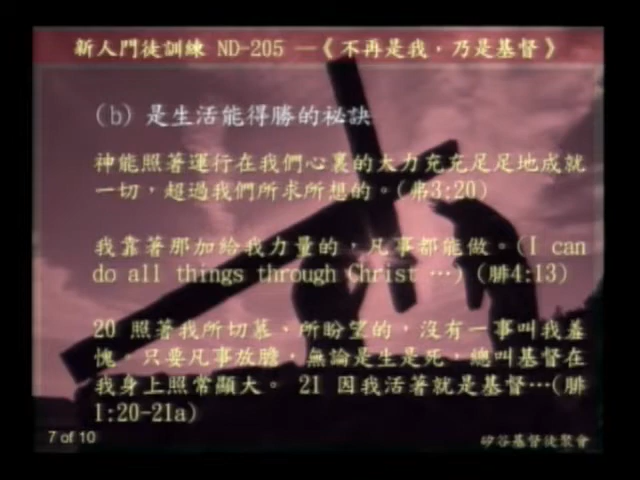 新人門徒訓練 ND-205 —《不再是我，乃是基督》
(b) 是生活能得勝的祕訣
神能照著運行在我們心裏的大力充充足足地成就
一切，超過我們所求所想的。(弗3:20)
我靠著那加給我力量的，凡事都能做。(I can
do all things through Christ …) (腓4:13)
20 照著我所切慕、所盼望的，沒有一事叫我羞
愧。只要凡事放膽，無論是生是死，總叫基督在
我身上照常顯大。 21 因我活著就是基督…(腓
1:20-21a)
7 of 10
矽谷基督徒聚會